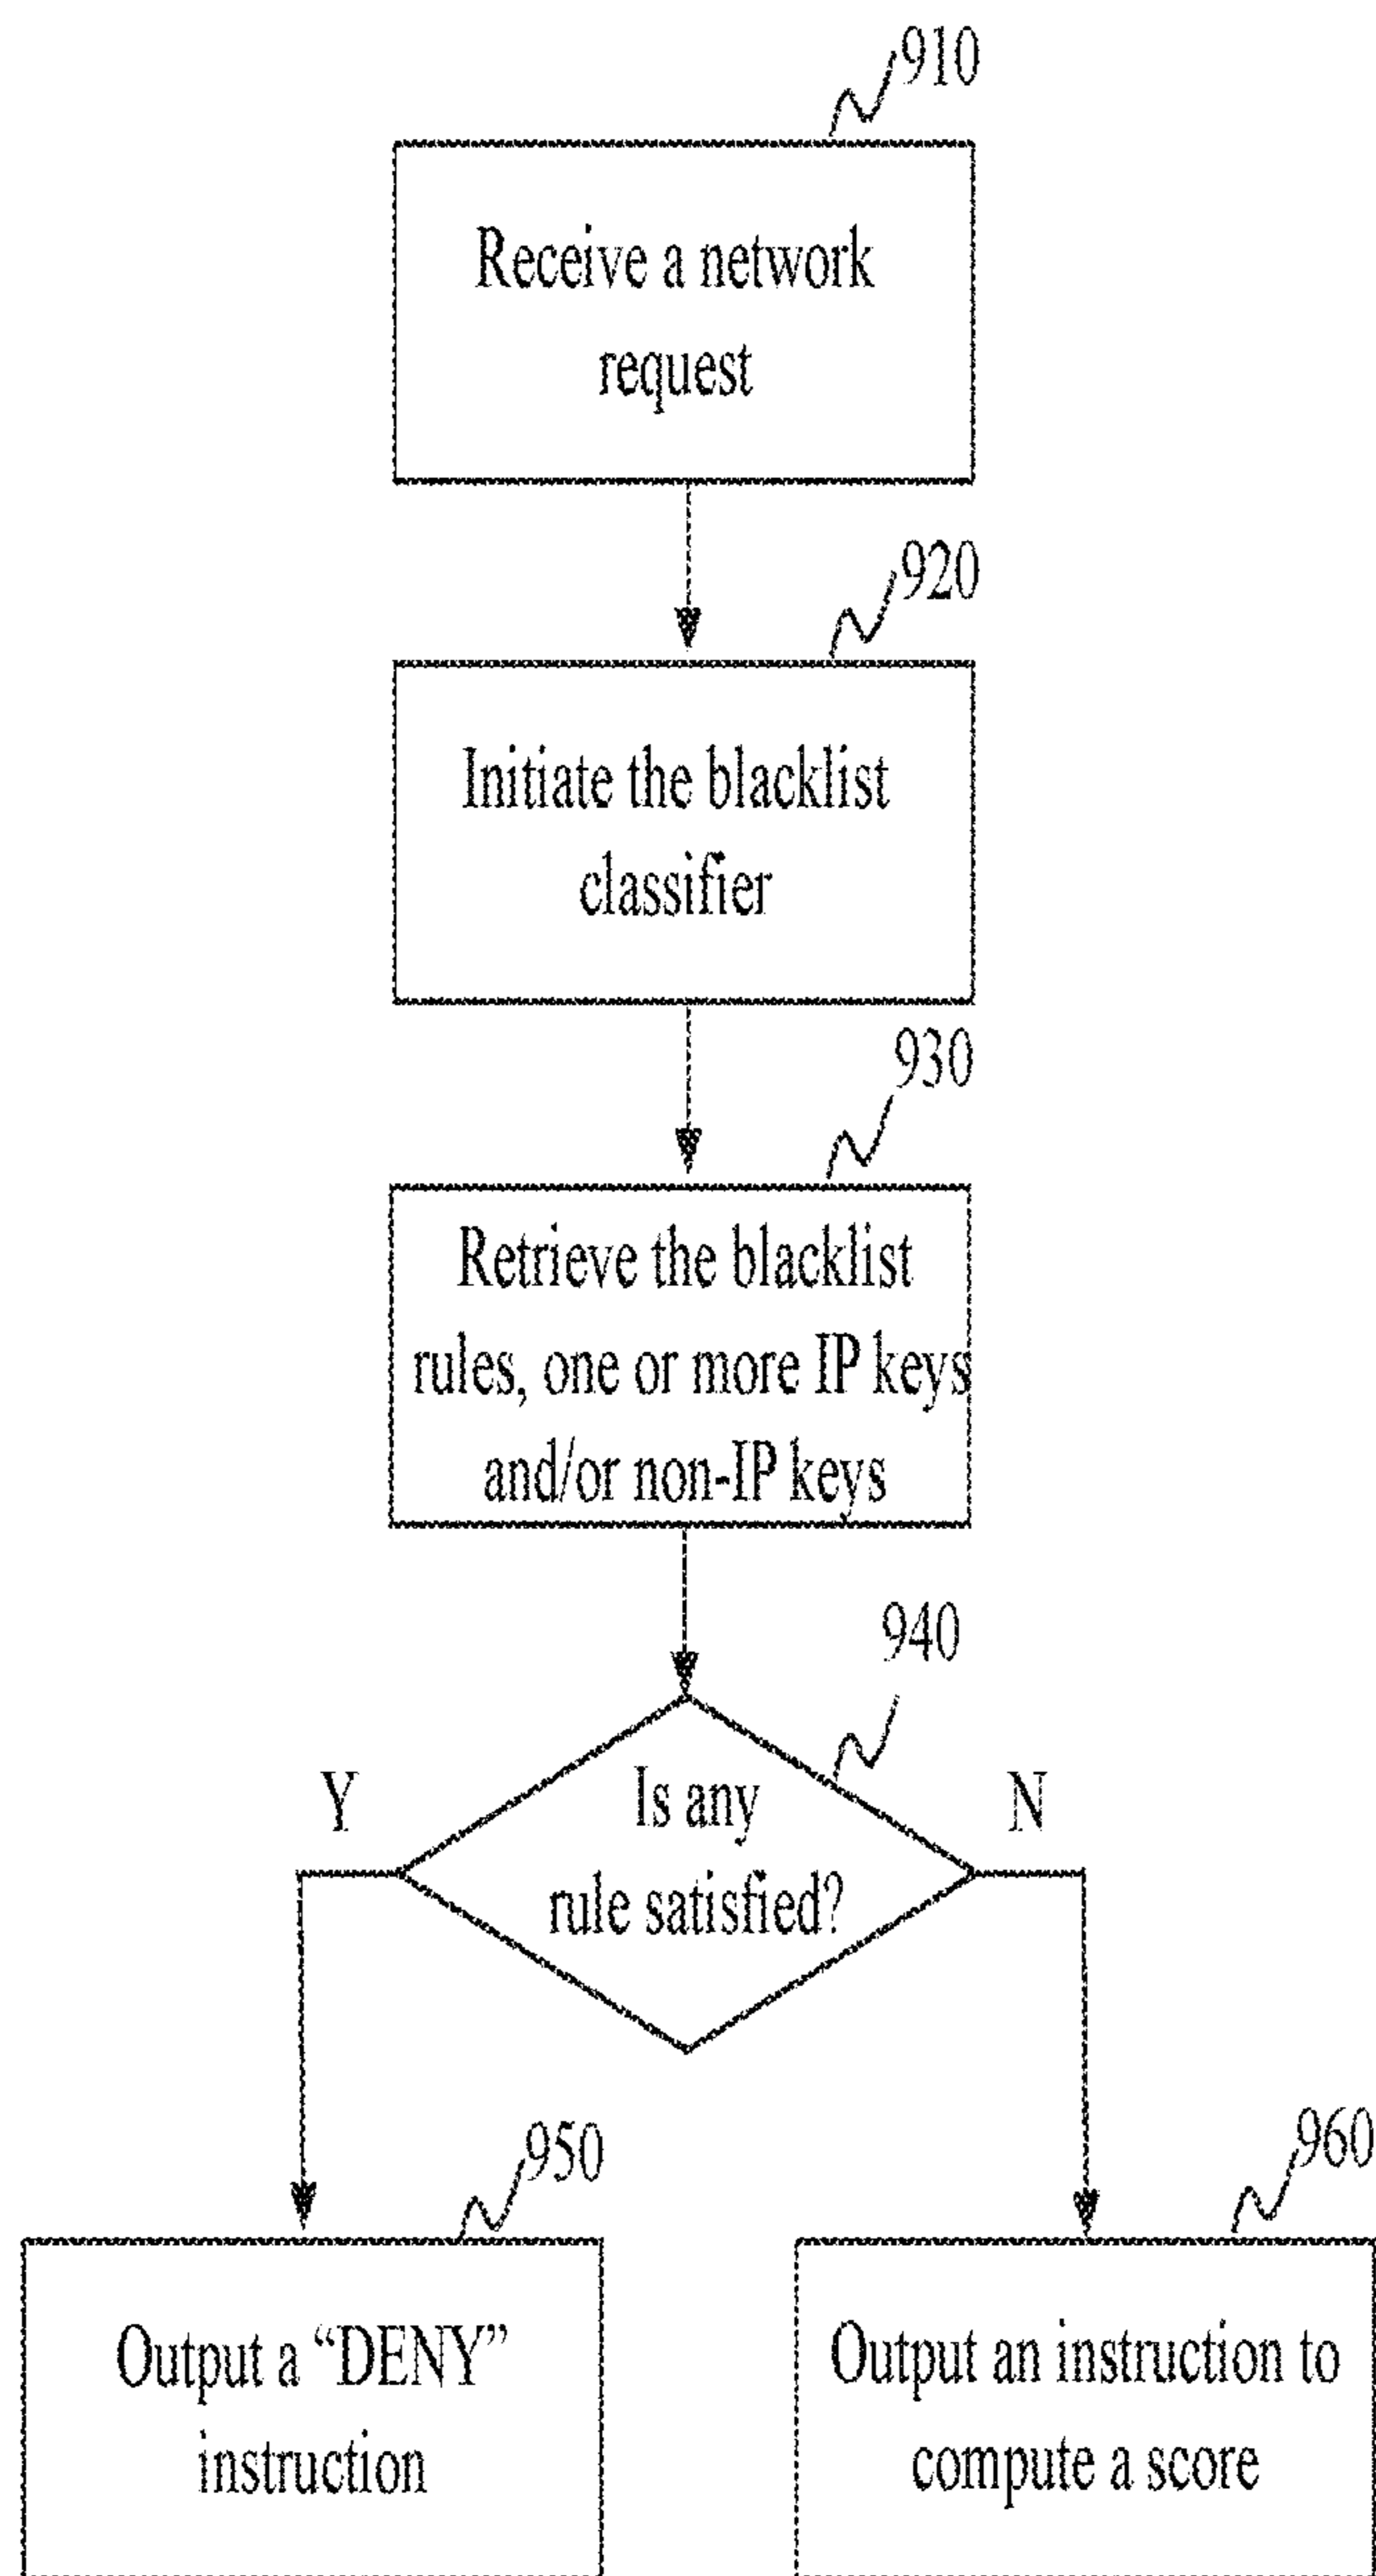 910
Receive a network
request
920
Initiate the blacklist
classifier
930
Retrieve the blacklist
rules, one or more IP keys
and/or non-IP keys
940
Y
Is any
N
rule satisfied?
950
960
Output a “DENY”
instruction
Output an instruction to
compute a score